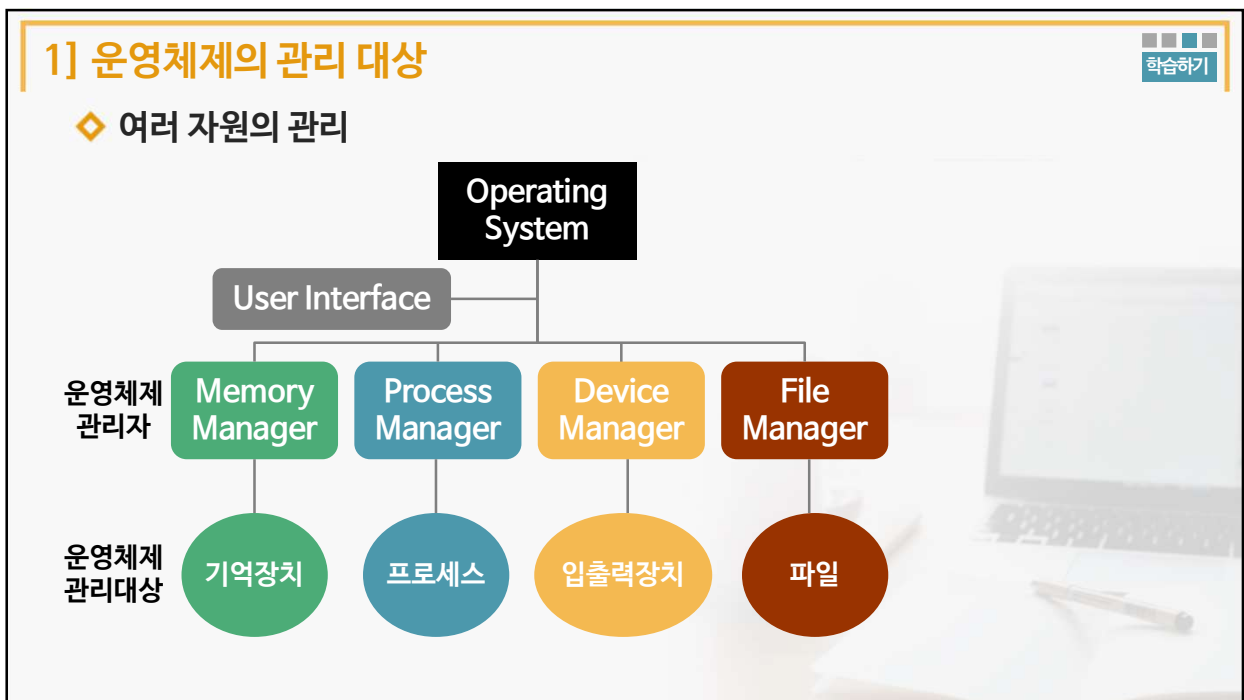 1] 운영체제의 관리 대상
학습하기
여러 자원의 관리
Operating
System
User Interface
운영체제
관리자
Memory
Manager
Process
Manager
Device
Manager
File
Manager
운영체제
관리대상
기억장치
프로세스
입출력장치
파일